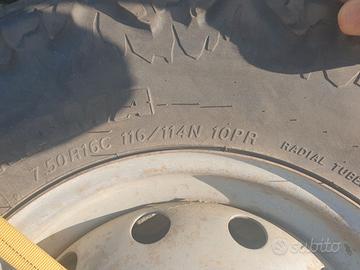 7.50R16C 116/114N 10PR
RADIAL TUBE
subito